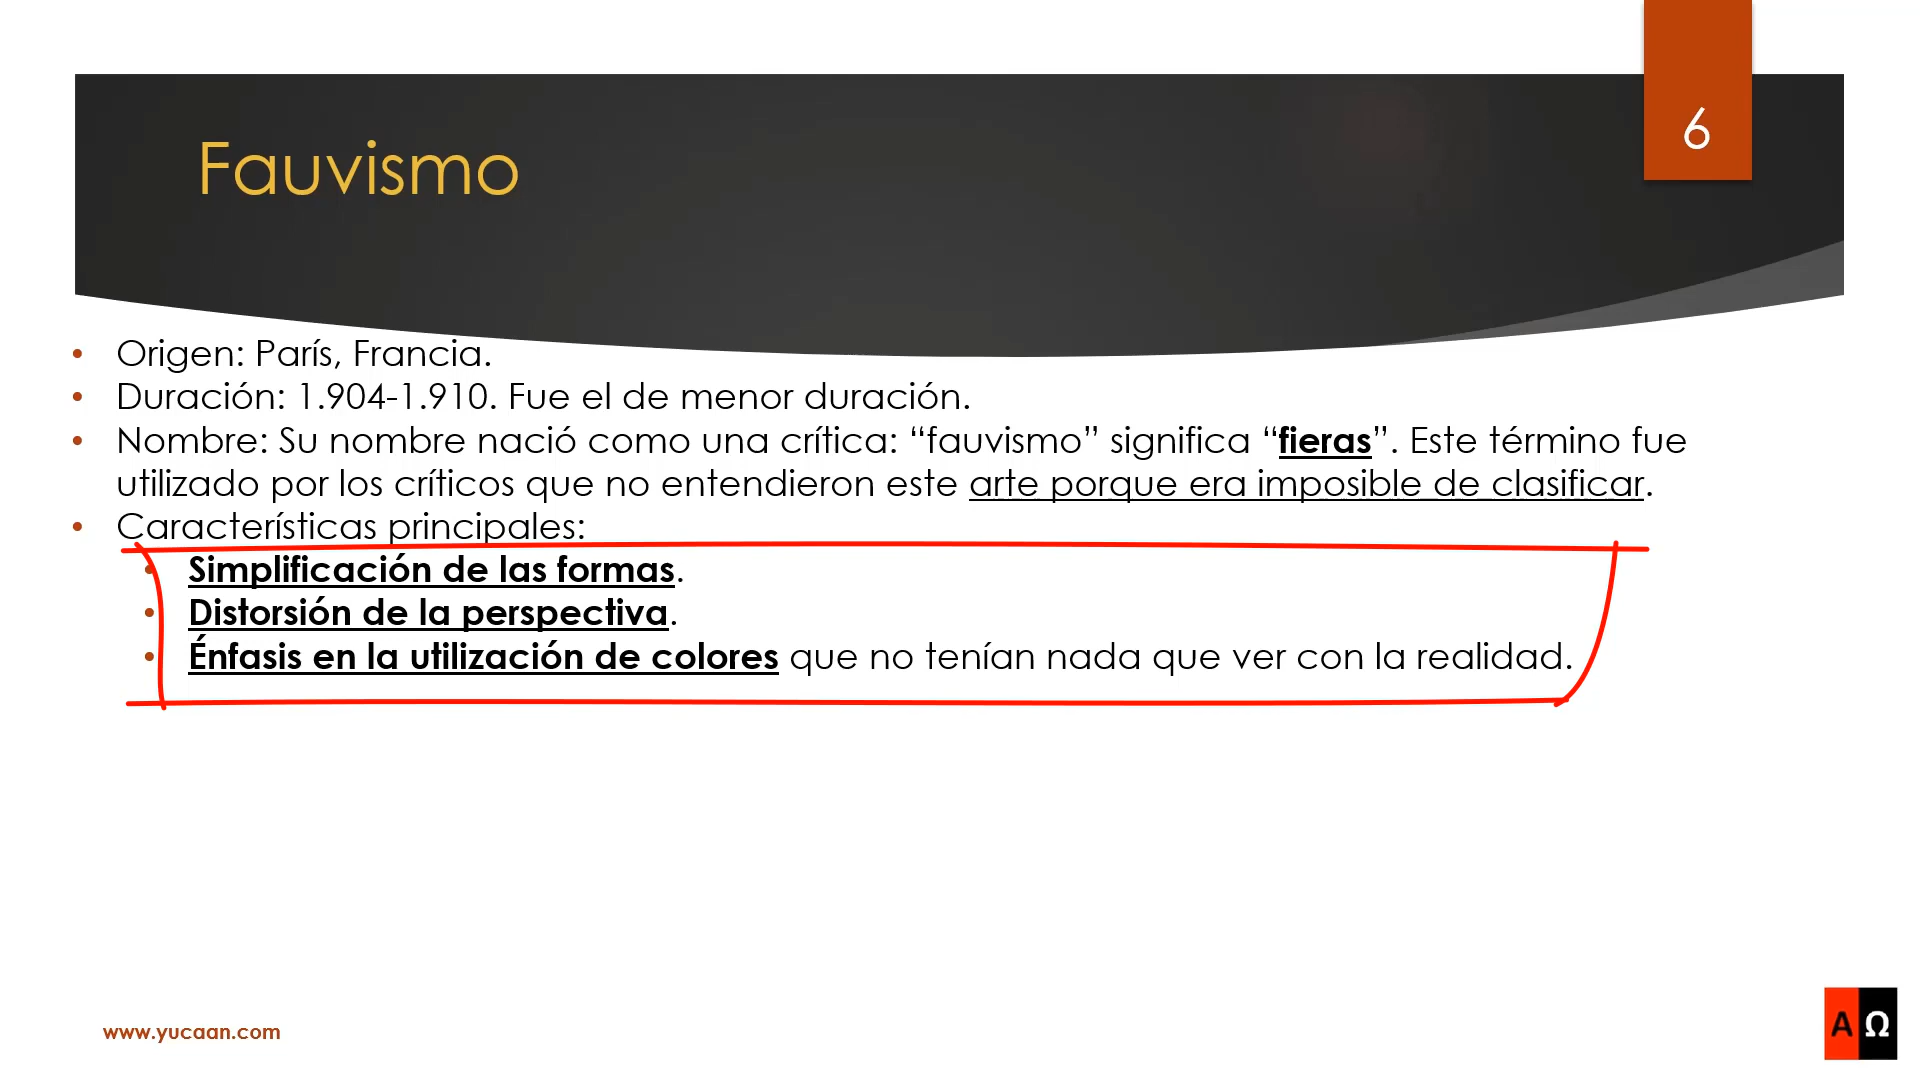 6
Fauvismo
• Origen: París, Francia.
• Duración: 1.904-1.910. Fue el de menor duración.
• Nombre: Su nombre nació como una crítica: “fauvismo” significa “fieras”. Este término fue
utilizado por los críticos que no entendieron este arte porque era imposible de clasificar.
• Características principales:
• Simplificación de las formas.
• Distorsión de la perspectiva.
• Énfasis en la utilización de colores que no tenían nada que ver con la realidad.
www.yucaan.com
A Ω